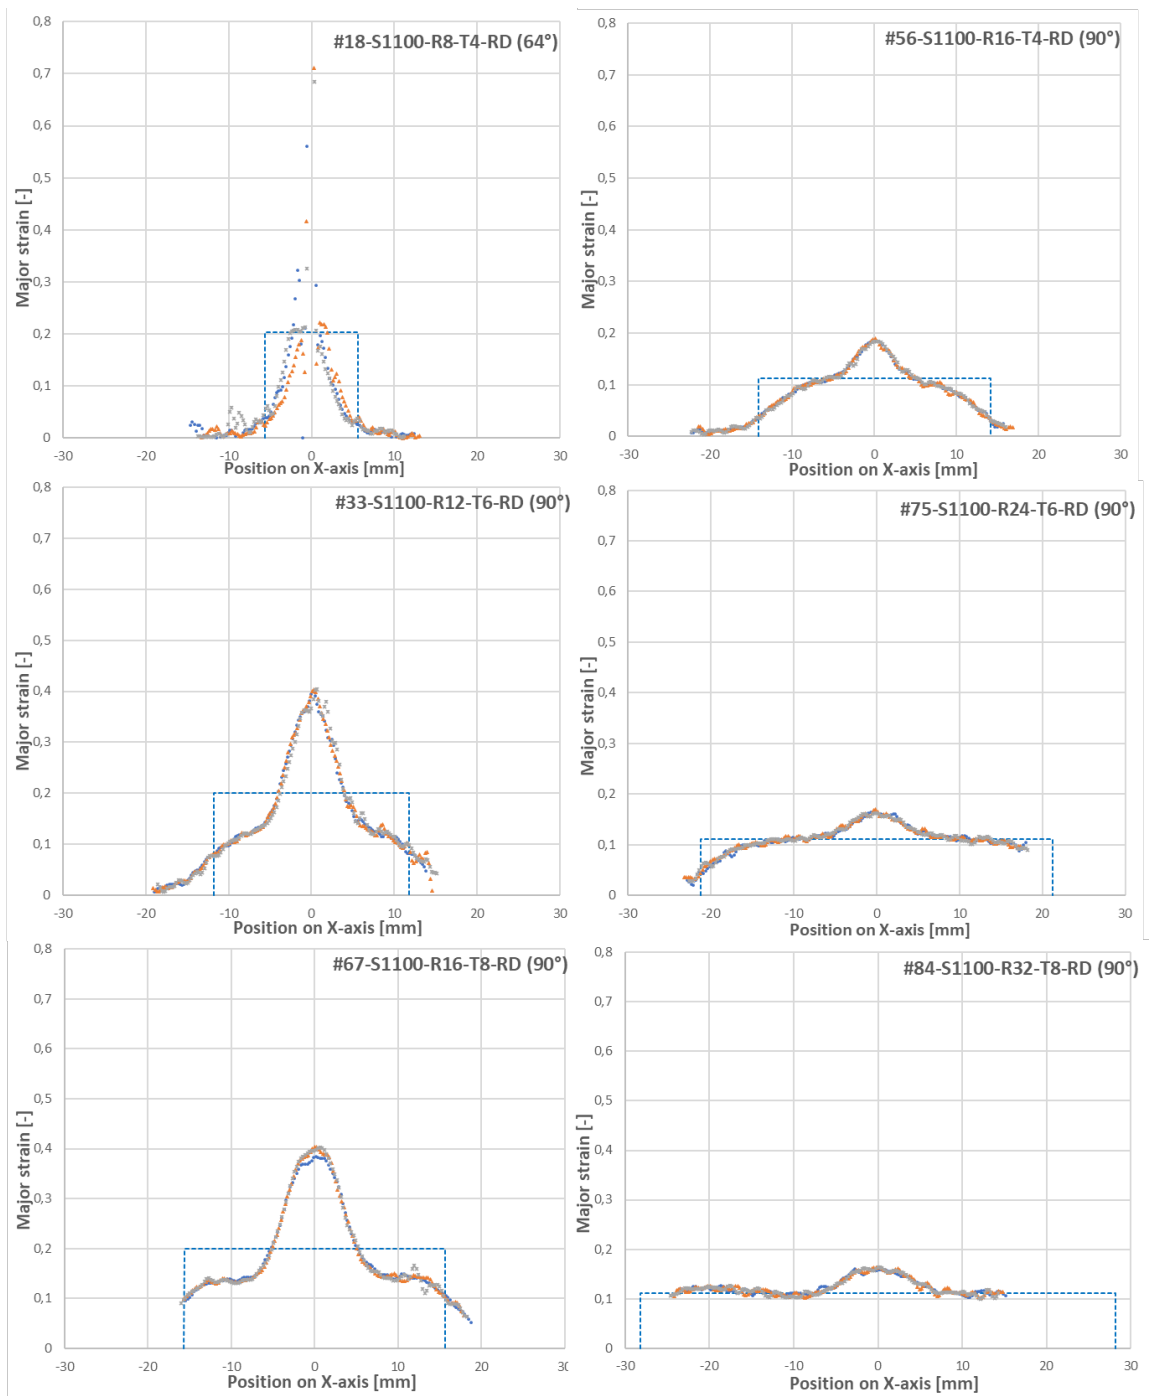 #18-S1100-R8-T4-RD (64°)
Major strain [-]
0,8
0,7
0,6
0,5
0,4
0,3
0,2
0,1
0
-30 -20 -10 0 10 20 30
Position on X-axis [mm]
#56-S1100-R16-T4-RD (90°)
Major strain [-]
0,8
0,7
0,6
0,5
0,4
0,3
0,2
0,1
0
-30 -20 -10 0 10 20 30
Position on X-axis [mm]
#33-S1100-R12-T6-RD (90°)
Major strain [-]
0,8
0,7
0,6
0,5
0,4
0,3
0,2
0,1
0
-30 -20 -10 0 10 20 30
Position on X-axis [mm]
#75-S1100-R24-T6-RD (90°)
Major strain [-]
0,8
0,7
0,6
0,5
0,4
0,3
0,2
0,1
0
-30 -20 -10 0 10 20 30
Position on X-axis [mm]
#67-S1100-R16-T8-RD (90°)
Major strain [-]
0,8
0,7
0,6
0,5
0,4
0,3
0,2
0,1
0
-30 -20 -10 0 10 20 30
Position on X-axis [mm]
#84-S1100-R32-T8-RD (90°)
Major strain [-]
0,8
0,7
0,6
0,5
0,4
0,3
0,2
0,1
0
-30 -20 -10 0 10 20 30
Position on X-axis [mm]